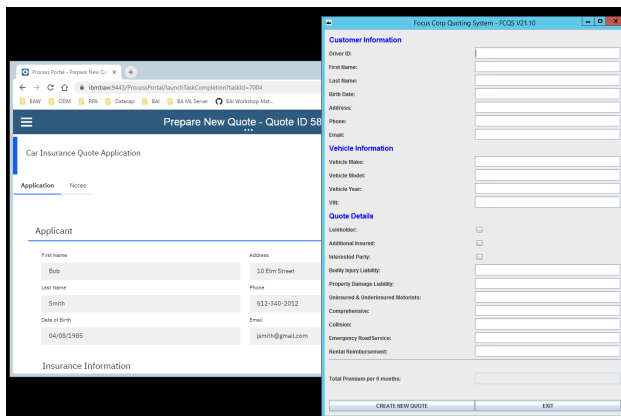 Focus Corp Quoting System - FCQS V21.10
Customer Information
Driver ID:
First Name:
Last Name:
Birth Date:
Address:
Phone:
Email:
Vehicle Information
Vehicle Make:
Vehicle Model:
Vehicle Year:
VIN:
Quote Details
Leinholder:
Additional Insured:
Interested Party:
Bodily Injury Liability:
Property Damage Liability:
Uninsured & Underinsured Motorists:
Comprehensive:
Collision:
Emergency RoadService:
Rental Reimbursement:
Total Premium per 6 months:
CREATE NEW QUOTE EXIT
Process Portal - Prepare New Qu
ibmbaw:9443/ProcessPortal/launchTaskCompletion?taskId=7004
BAW ODM RPA Datacap BAI BA ML Server BAI Workshop Mat...
Prepare New Quote - Quote ID 58
Car Insurance Quote Application
Application Notes
Applicant
First Name Address
Bob 10 Elm Street
Last Name Phone
Smith 512-340-2012
Date of Birth Email
04/08/1985 jsmith@gmail.com
Insurance Information